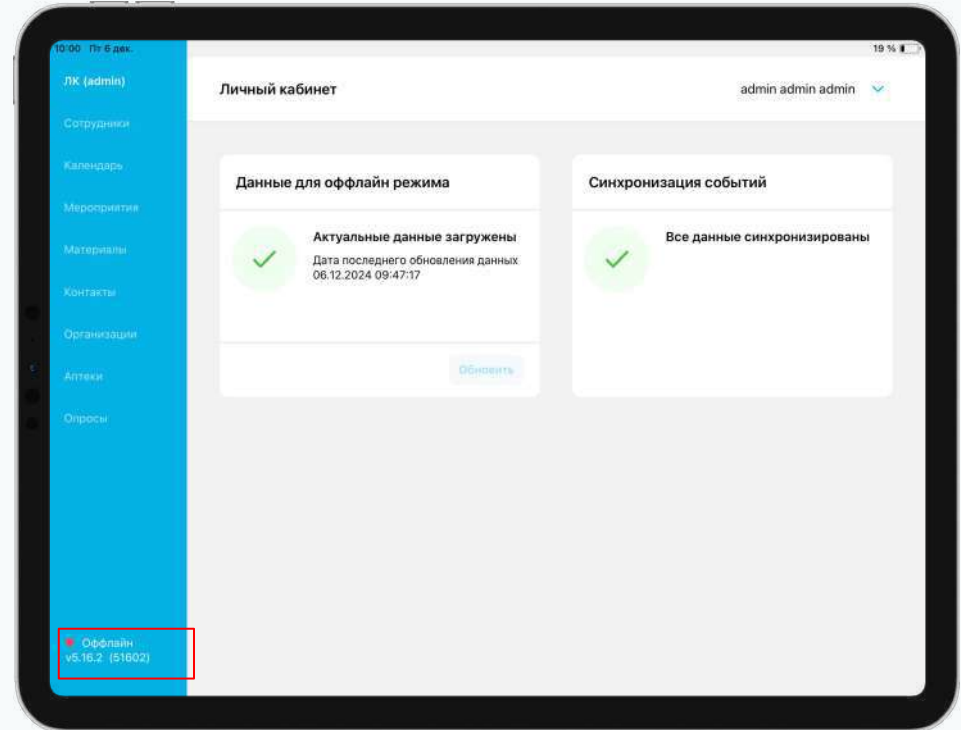 10:00 Пт 6 дек.
19 %
ЛК (admin)
Сотрудники
Календарь
Мероприятия
Материалы
Контакты
Организации
Аптеки
Опросы
Оффлайн
v5.16.2 (51602)
Личный кабинет
admin admin admin
Данные для оффлайн режима
Актуальные данные загружены
Дата последнего обновления данных
06.12.2024 09:47:17
Обновить
Синхронизация событий
Все данные синхронизированы